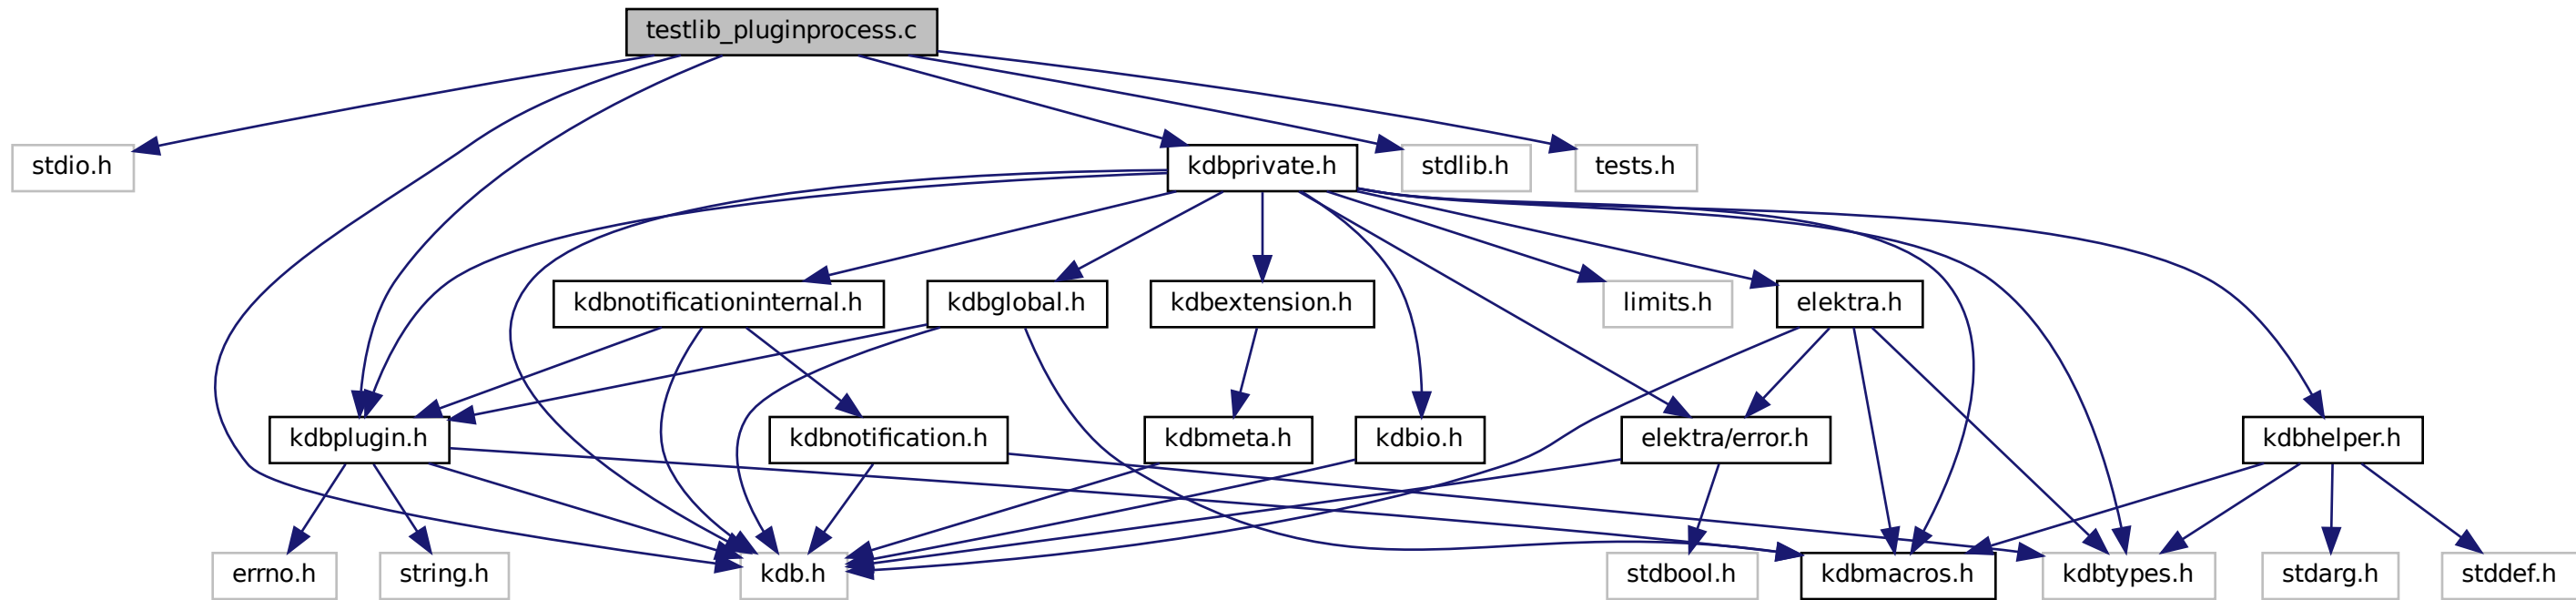 testlib_pluginprocess.c
stdio.h
kdbprivate.h
stdlib.h
tests.h
kdbnotificationinternal.h
kdbglobal.h
kdbextension.h
limits.h
elektra.h
kdbplugin.h
kdbnotification.h
kdbmeta.h
kdbio.h
elektra/error.h
kdbhelper.h
errno.h
string.h
kdb.h
stdbool.h
kdbmacros.h
kdbtypes.h
stdarg.h
stddef.h